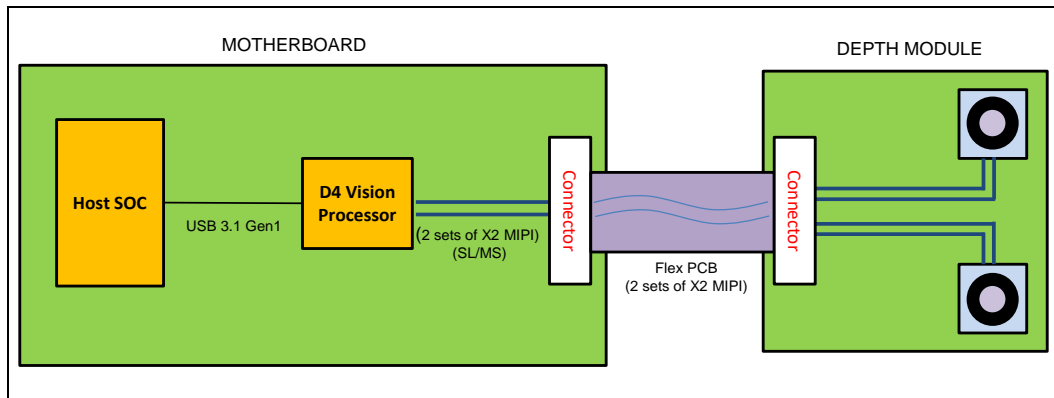 MOTHERBOARD
DEPTH MODULE
Host SOC
USB 3.1 Gen1
D4 Vision
Processor
(2 sets of X2 MIPI)
(SL/MS)
Connector
Flex PCB
(2 sets of X2 MIPI)
Connector